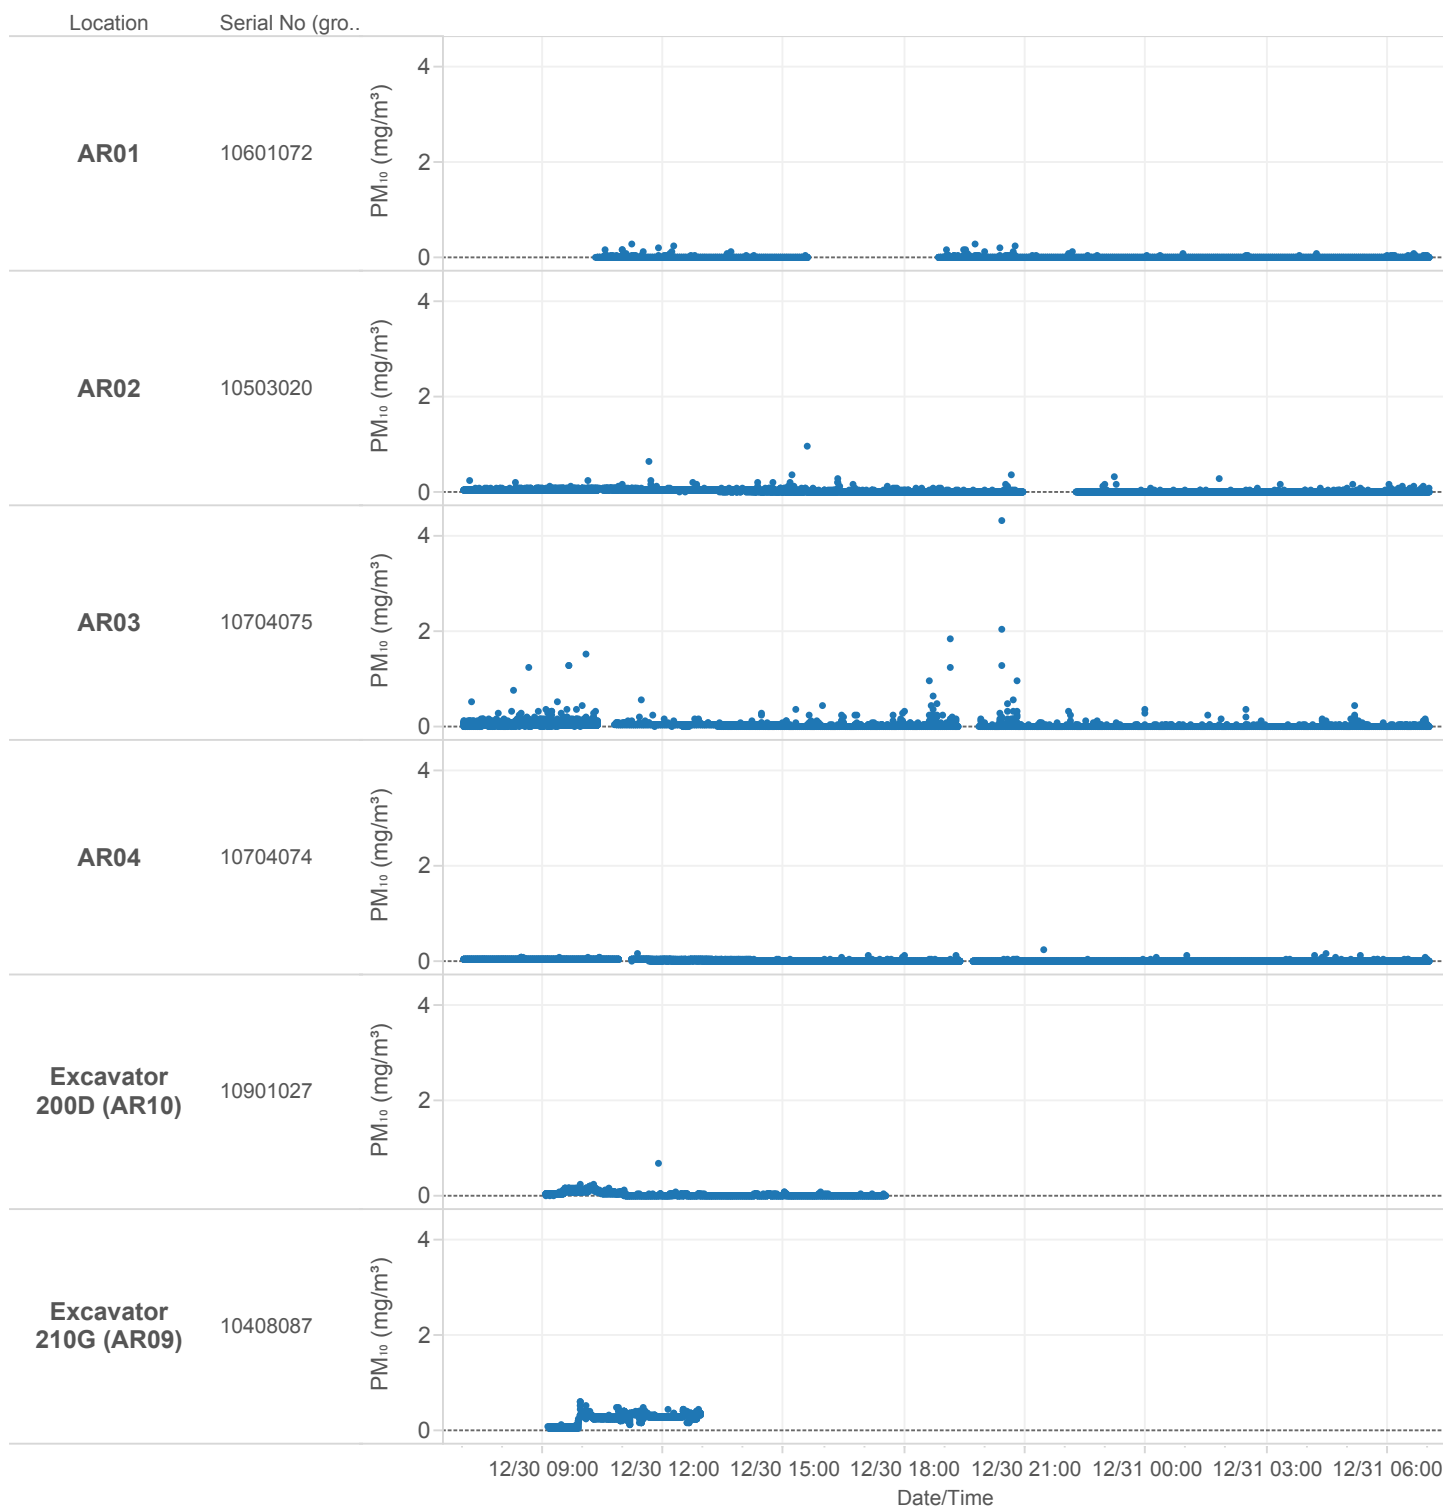 Location Serial No (gro..
AR01 10601072 PM₁₀ (mg/m³) 4 2 0
AR02 10503020 PM₁₀ (mg/m³) 4 2 0
AR03 10704075 PM₁₀ (mg/m³) 4 2 0
AR04 10704074 PM₁₀ (mg/m³) 4 2 0
Excavator
200D (AR10) 10901027 PM₁₀ (mg/m³) 4 2 0
Excavator
210G (AR09) 10408087 PM₁₀ (mg/m³) 4 2 0
12/30 09:00 12/30 12:00 12/30 15:00 12/30 18:00 12/30 21:00 12/31 00:00 12/31 03:00 12/31 06:00
Date/Time